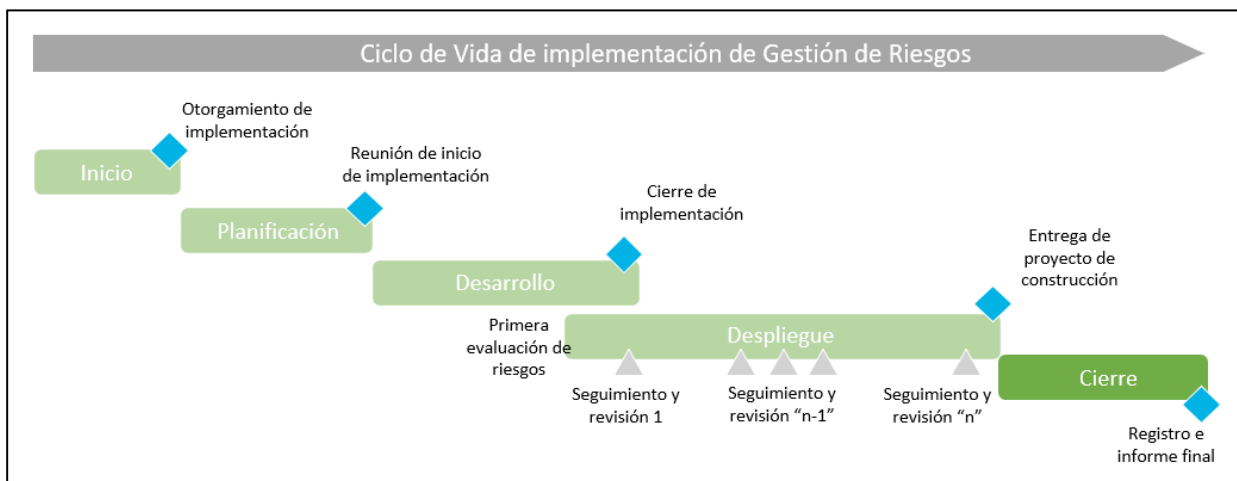 Ciclo de Vida de implementación de Gestión de Riesgos
Otorgamiento de
implementación
Inicio
Reunión de inicio
de implementación
Planificación
Cierre de
implementación
Desarrollo
Entrega de
proyecto de
construcción
Primera
evaluación de
riesgos
Despliegue
Seguimiento y
revisión 1
Seguimiento y
revisión “n-1”
Seguimiento y
revisión “n”
Cierre
Registro e
informe final